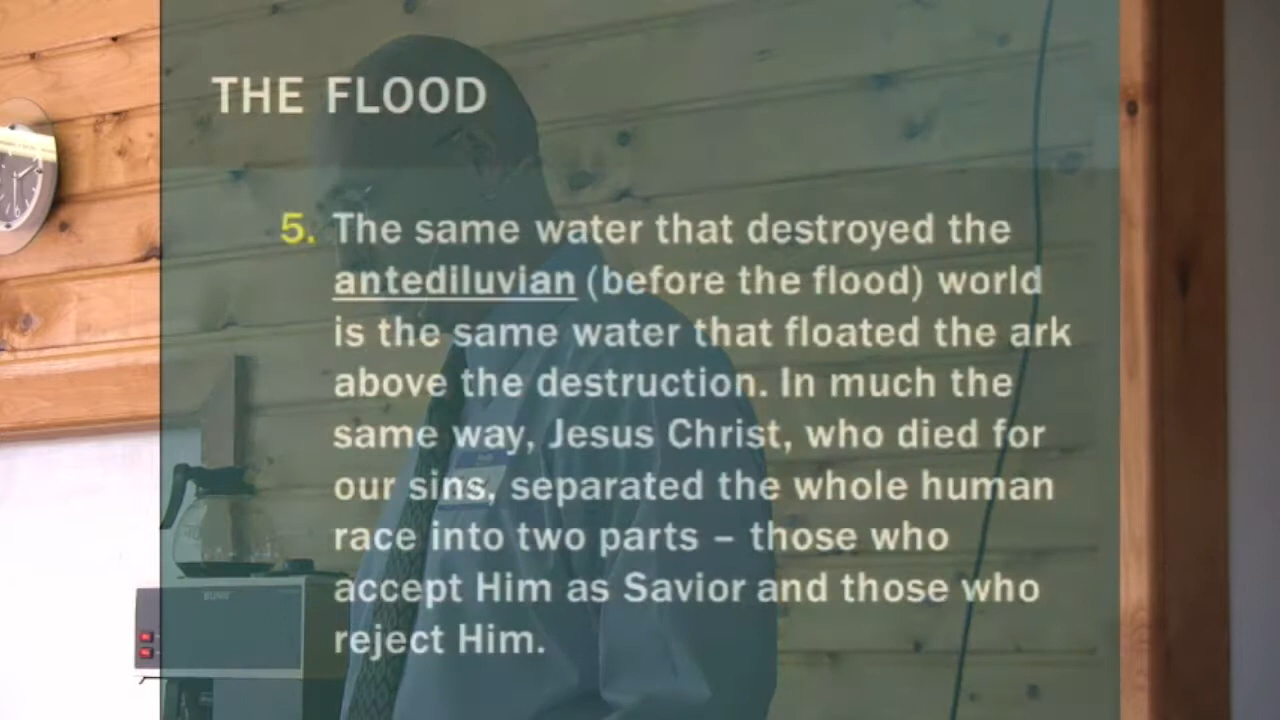 THE FLOOD
5. The same water that destroyed the
antediluvian (before the flood) world
is the same water that floated the ark
above the destruction. In much the
same way, Jesus Christ, who died for
our sins, separated the whole human
race into two parts – those who
accept Him as Savior and those who
reject Him.
BUNN